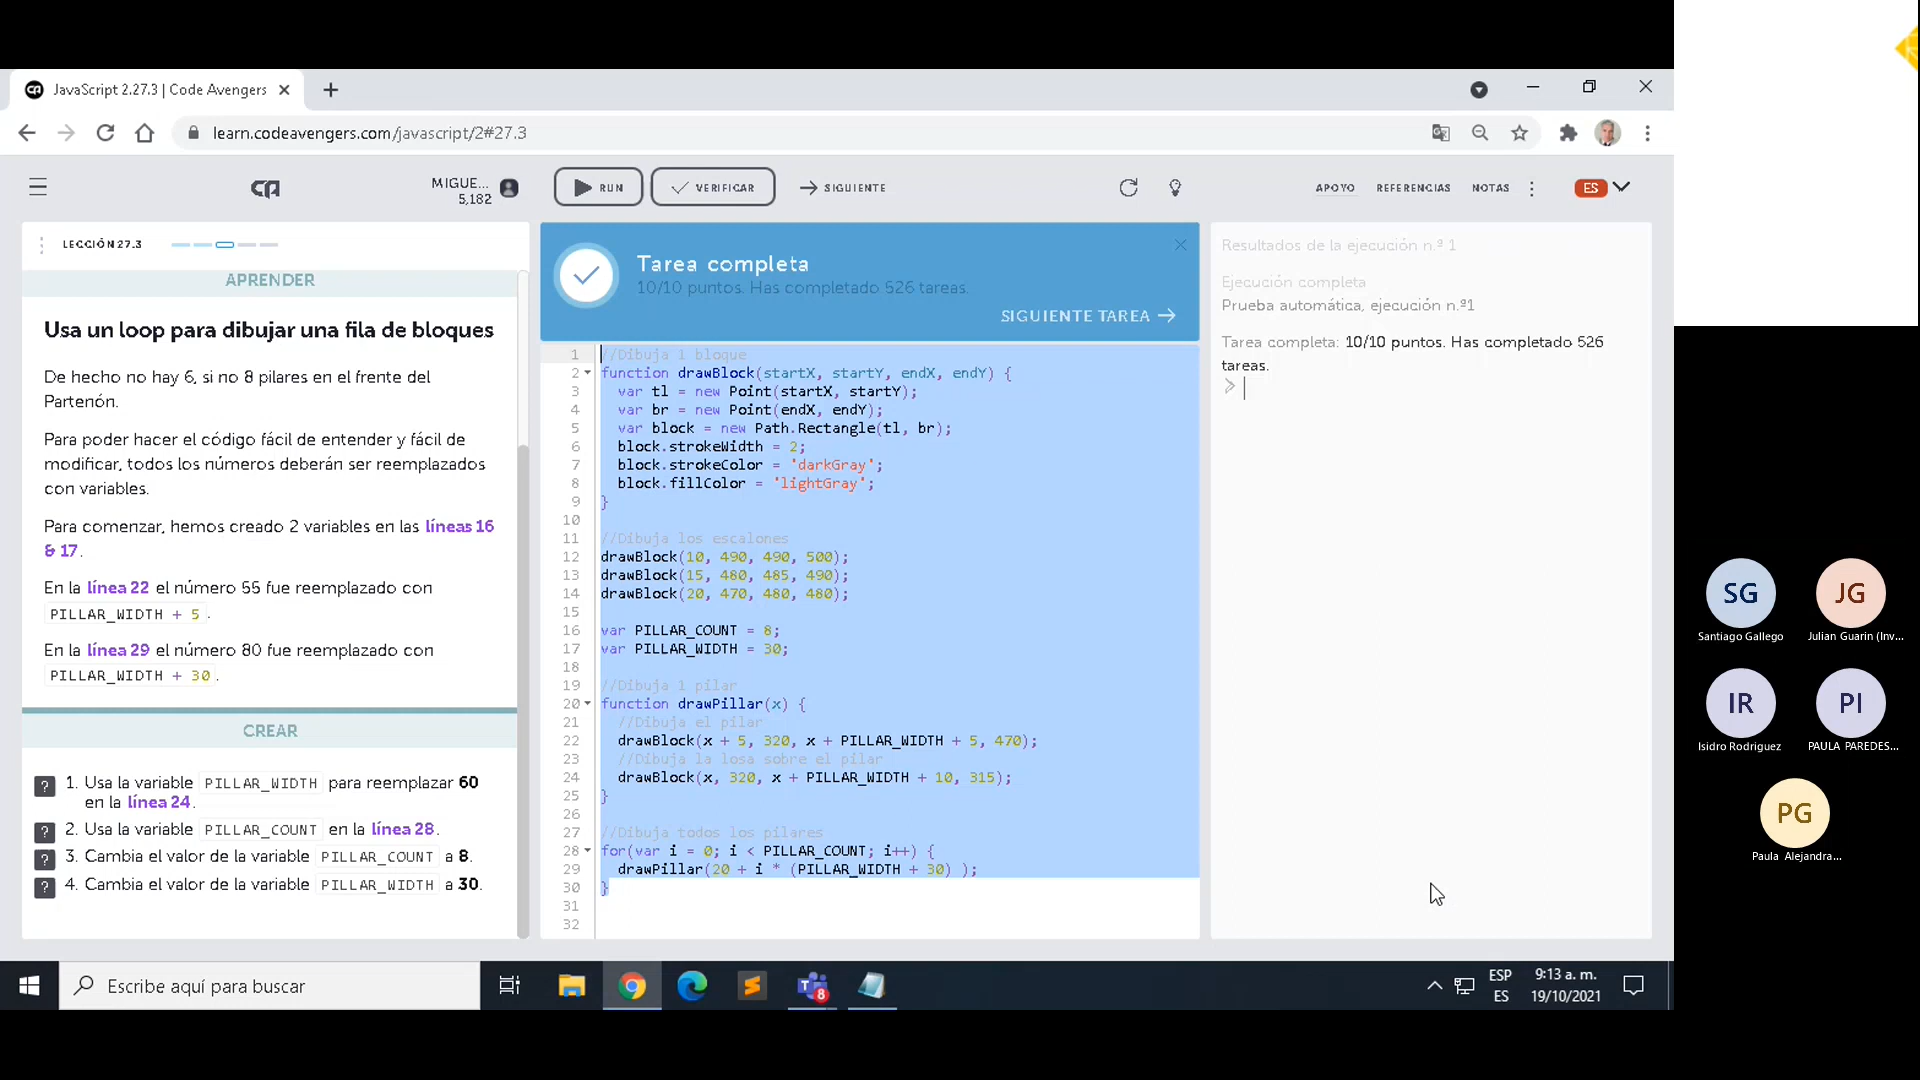 JavaScript 2.27.3 | Code Avengers
learn.codeavengers.com/javascript/2#27.3
MIGUE...
5,182
RUN
VERIFICAR
SIGUIENTE
APOYO
REFERENCIAS
NOTAS
ES
LECCIÓN 27.3
APRENDER
Usa un loop para dibujar una fila de bloques
De hecho no hay 6, si no 8 pilares en el frente del
Partenón.
Para poder hacer el código fácil de entender y fácil de
modificar, todos los números deberán ser reemplazados
con variables.
Para comenzar, hemos creado 2 variables en las líneas 16
& 17.
En la línea 22 el número 55 fue reemplazado con
PILLAR_WIDTH + 5 .
En la línea 29 el número 80 fue reemplazado con
PILLAR_WIDTH + 30 .
CREAR
? 1. Usa la variable PILLAR_WIDTH para reemplazar 60
en la línea 24.
? 2. Usa la variable PILLAR_COUNT en la línea 28.
? 3. Cambia el valor de la variable PILLAR_COUNT a 8.
? 4. Cambia el valor de la variable PILLAR_WIDTH a 30.
Tarea completa
10/10 puntos. Has completado 526 tareas.
SIGUIENTE TAREA
1 //Dibuja 1 bloque
2 function drawBlock(startX, startY, endX, endY) {
3 var tl = new Point(startX, startY);
4 var br = new Point(endX, endY);
5 var block = new Path.Rectangle(tl, br);
6 block.strokeWidth = 2;
7 block.strokeColor = 'darkGray';
8 block.fillColor = 'lightGray';
9 }
10
11 //Dibuja los escalones
12 drawBlock(10, 490, 490, 500);
13 drawBlock(15, 480, 485, 490);
14 drawBlock(20, 470, 480, 480);
15
16 var PILLAR_COUNT = 8;
17 var PILLAR_WIDTH = 30;
18
19 //Dibuja 1 pilar
20 function drawPillar(x) {
21 //Dibuja el pilar
22 drawBlock(x + 5, 320, x + PILLAR_WIDTH + 5, 470);
23 //Dibuja la losa sobre el pilar
24 drawBlock(x, 320, x + PILLAR_WIDTH + 10, 315);
25 }
26
27 //Dibuja todos los pilares
28 for(var i = 0; i < PILLAR_COUNT; i++) {
29 drawPillar(20 + i * (PILLAR_WIDTH + 30) );
30 }
31
32
Resultados de la ejecución n.º 1
Ejecución completa
Prueba automática, ejecución n.º1
Tarea completa: 10/10 puntos. Has completado 526
tareas.
>
SG
Santiago Gallego
JG
Julian Guarin (Inv...
IR
Isidro Rodriguez
PI
PAULA PAREDES...
PG
Paula Alejandra...
Escribe aquí para buscar
8
ESP
ES
9:13 a. m.
19/10/2021